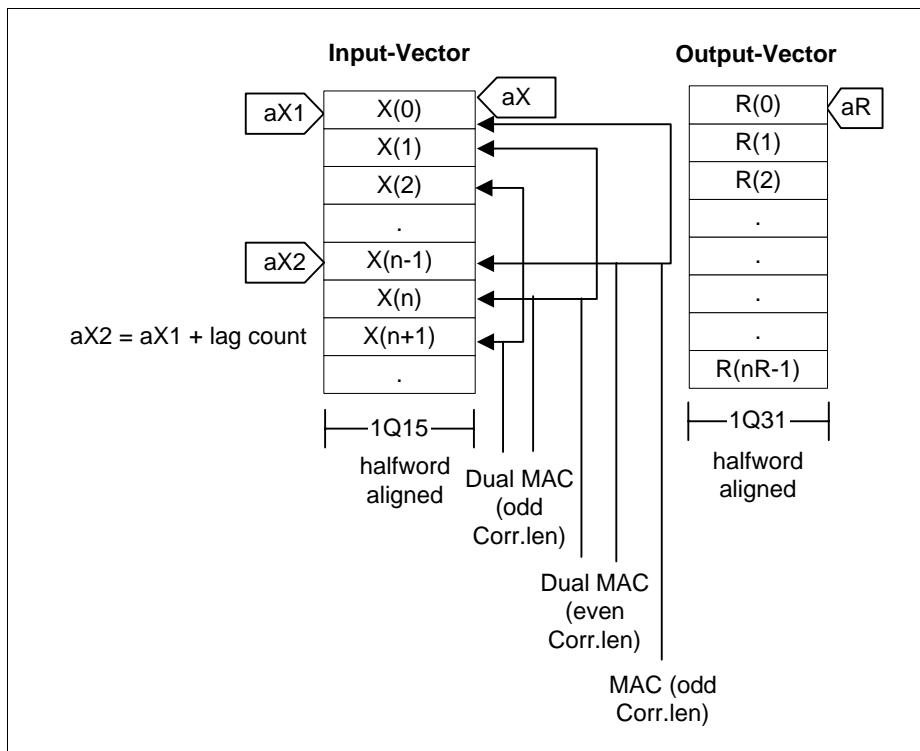 Input-Vector
Output-Vector
aX1
X(0)
aX
R(0)
aR
X(1)
R(1)
X(2)
R(2)
.
.
aX2
X(n-1)
.
X(n)
.
aX2 = aX1 + lag count
X(n+1)
.
.
R(nR-1)
1Q15
1Q31
halfword
aligned
halfword
aligned
Dual MAC
(odd
Corr.len)
Dual MAC
(even
Corr.len)
MAC (odd
Corr.len)